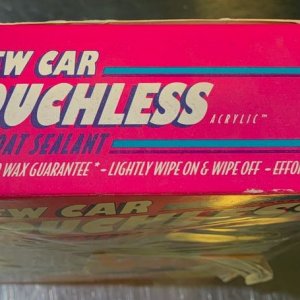 EW CAR
OUCHLESS
ACRYLIC™
OAT SEALANT
WAX GUARANTEE* - LIGHTLY WIPE ON & WIPE OFF - EFFO
EW CAR
OUCHLESS